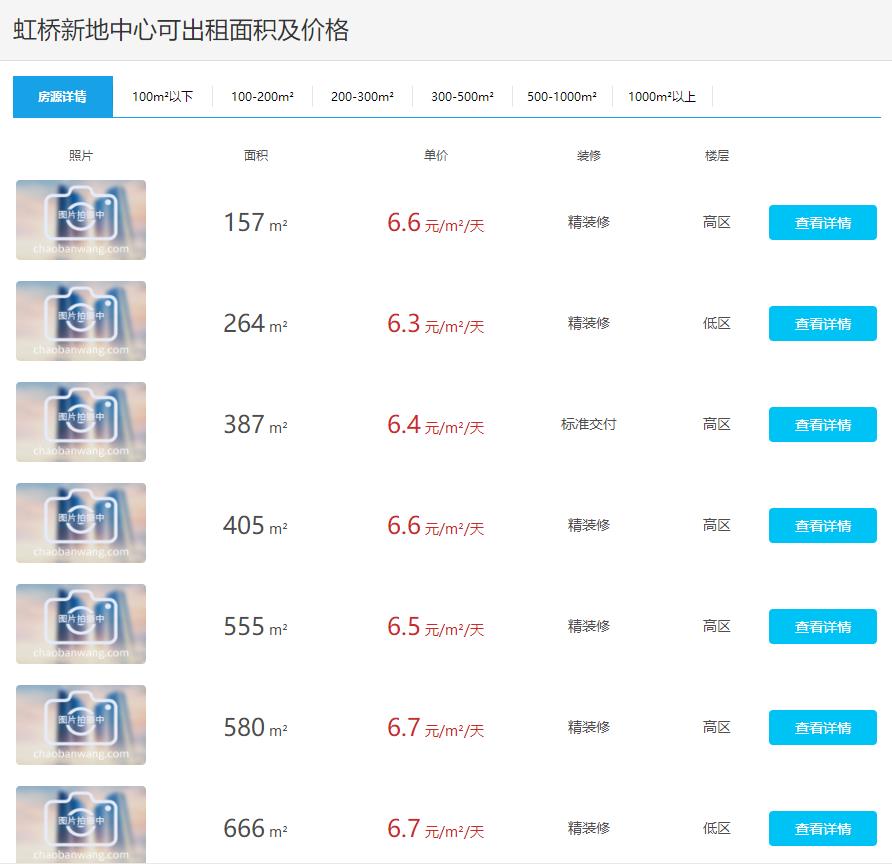 虹桥新地中心可出租面积及价格
房源详情 100m²以下 100-200m² 200-300m² 300-500m² 500-1000m² 1000m²以上
照片 面积 单价 装修 楼层
图片拍摄中
chaobanwang.com
157 m² 6.6 元/m²/天 精装修 高区 查看详情
图片拍摄中
chaobanwang.com
264 m² 6.3 元/m²/天 精装修 低区 查看详情
图片拍摄中
chaobanwang.com
387 m² 6.4 元/m²/天 标准交付 高区 查看详情
图片拍摄中
chaobanwang.com
405 m² 6.6 元/m²/天 精装修 高区 查看详情
图片拍摄中
chaobanwang.com
555 m² 6.5 元/m²/天 精装修 高区 查看详情
图片拍摄中
chaobanwang.com
580 m² 6.7 元/m²/天 精装修 高区 查看详情
图片拍摄中
chaobanwang.com
666 m² 6.7 元/m²/天 精装修 低区 查看详情